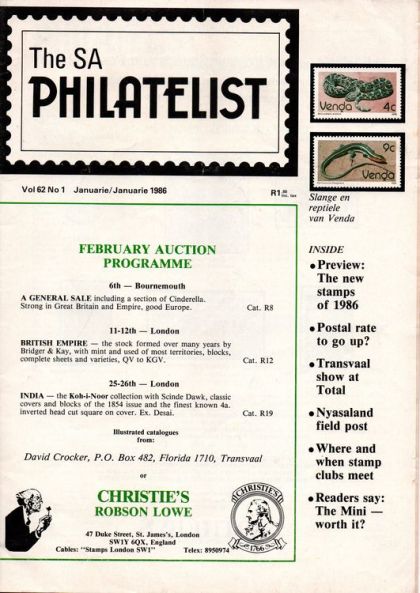 The SA
PHILATELIST
Venda 4c
9c
Venda
Vol 62 No 1 Januarie/Januarie 1986
R1
Slange en
reptiele
van Venda
FEBRUARY AUCTION
PROGRAMME
6th — Bournemouth
A GENERAL SALE including a section of Cinderella.
Strong in Great Britain and Empire, good Europe. Cat. R8
11-12th — London
BRITISH EMPIRE — the stock formed over many years by
Bridger & Kay, with mint and used of most territories, blocks,
complete sheets and varieties, QV to KGV. Cat. R12
25-26th — London
INDIA — the Koh-i-Noor collection with Scinde Dawk, classic
covers and blocks of the 1854 issue and the finest known 4a.
inverted head cut square on cover. Ex. Desai. Cat. R19
Illustrated catalogues
from:
David Crocker, P.O. Box 482, Florida 1710, Transvaal
or
CHRISTIE'S
ROBSON LOWE
47 Duke Street, St. James's, London
SW1Y 6QX, England
Cables: "Stamps London SW1" Telex: 8950974
CHRISTIE'S
1766
INSIDE
• Preview:
The new
stamps
of 1986
• Postal rate
to go up?
• Transvaal
show at
Total
• Nyasaland
field post
• Where and
when stamp
clubs meet
• Readers say:
The Mini —
worth it?